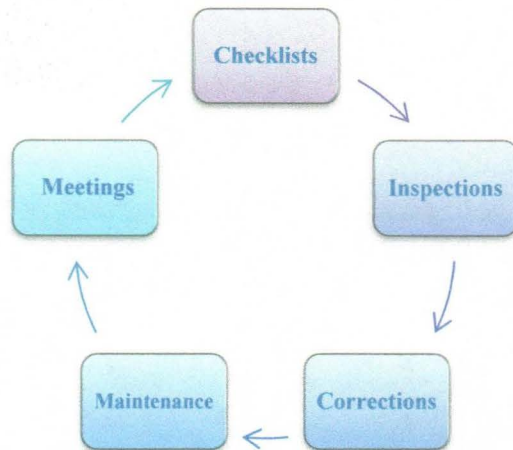 Checklists
Inspections
Corrections
Maintenance
Meetings